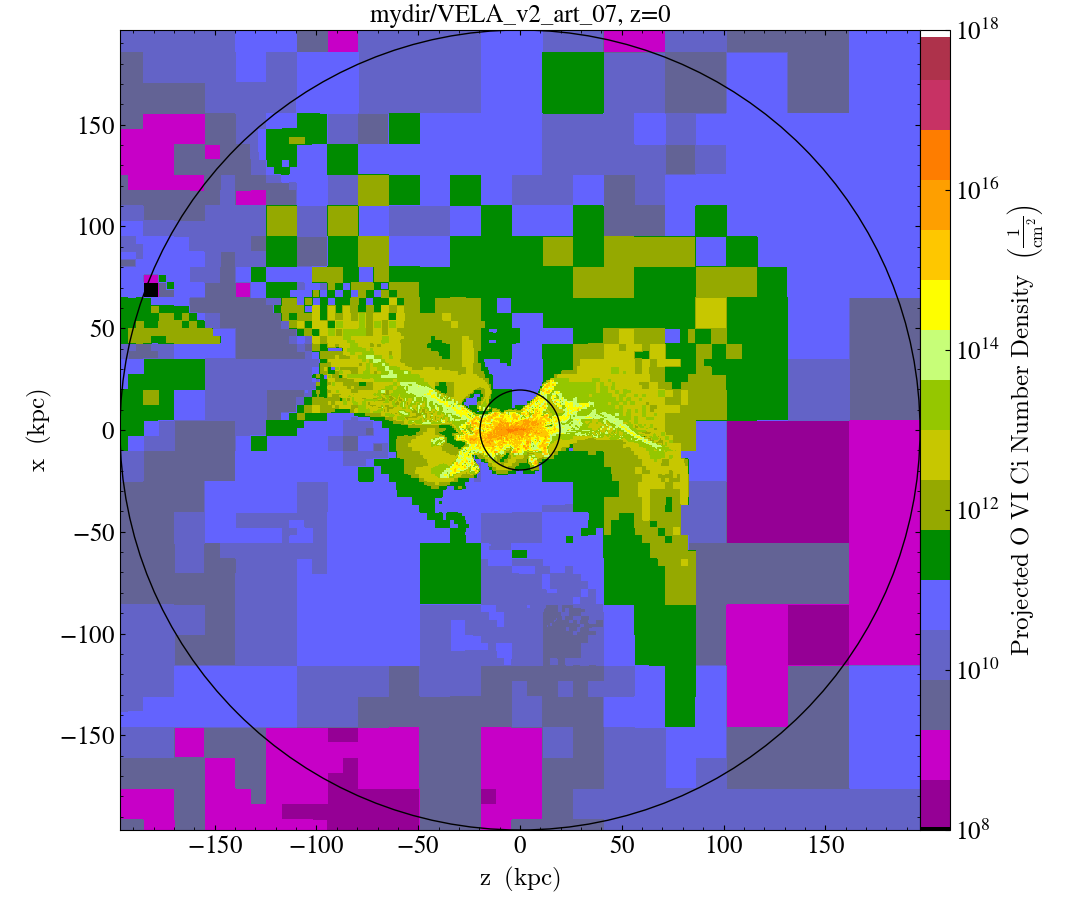 mydir/VELA_v2_art_07, z=0
150
100
50
0
−50
−100
−150
x (kpc)
−150 −100 −50 0 50 100 150
z (kpc)
10^18
10^16
10^14
10^12
10^10
10^8
Projected O VI Ci Number Density (1/cm^2)